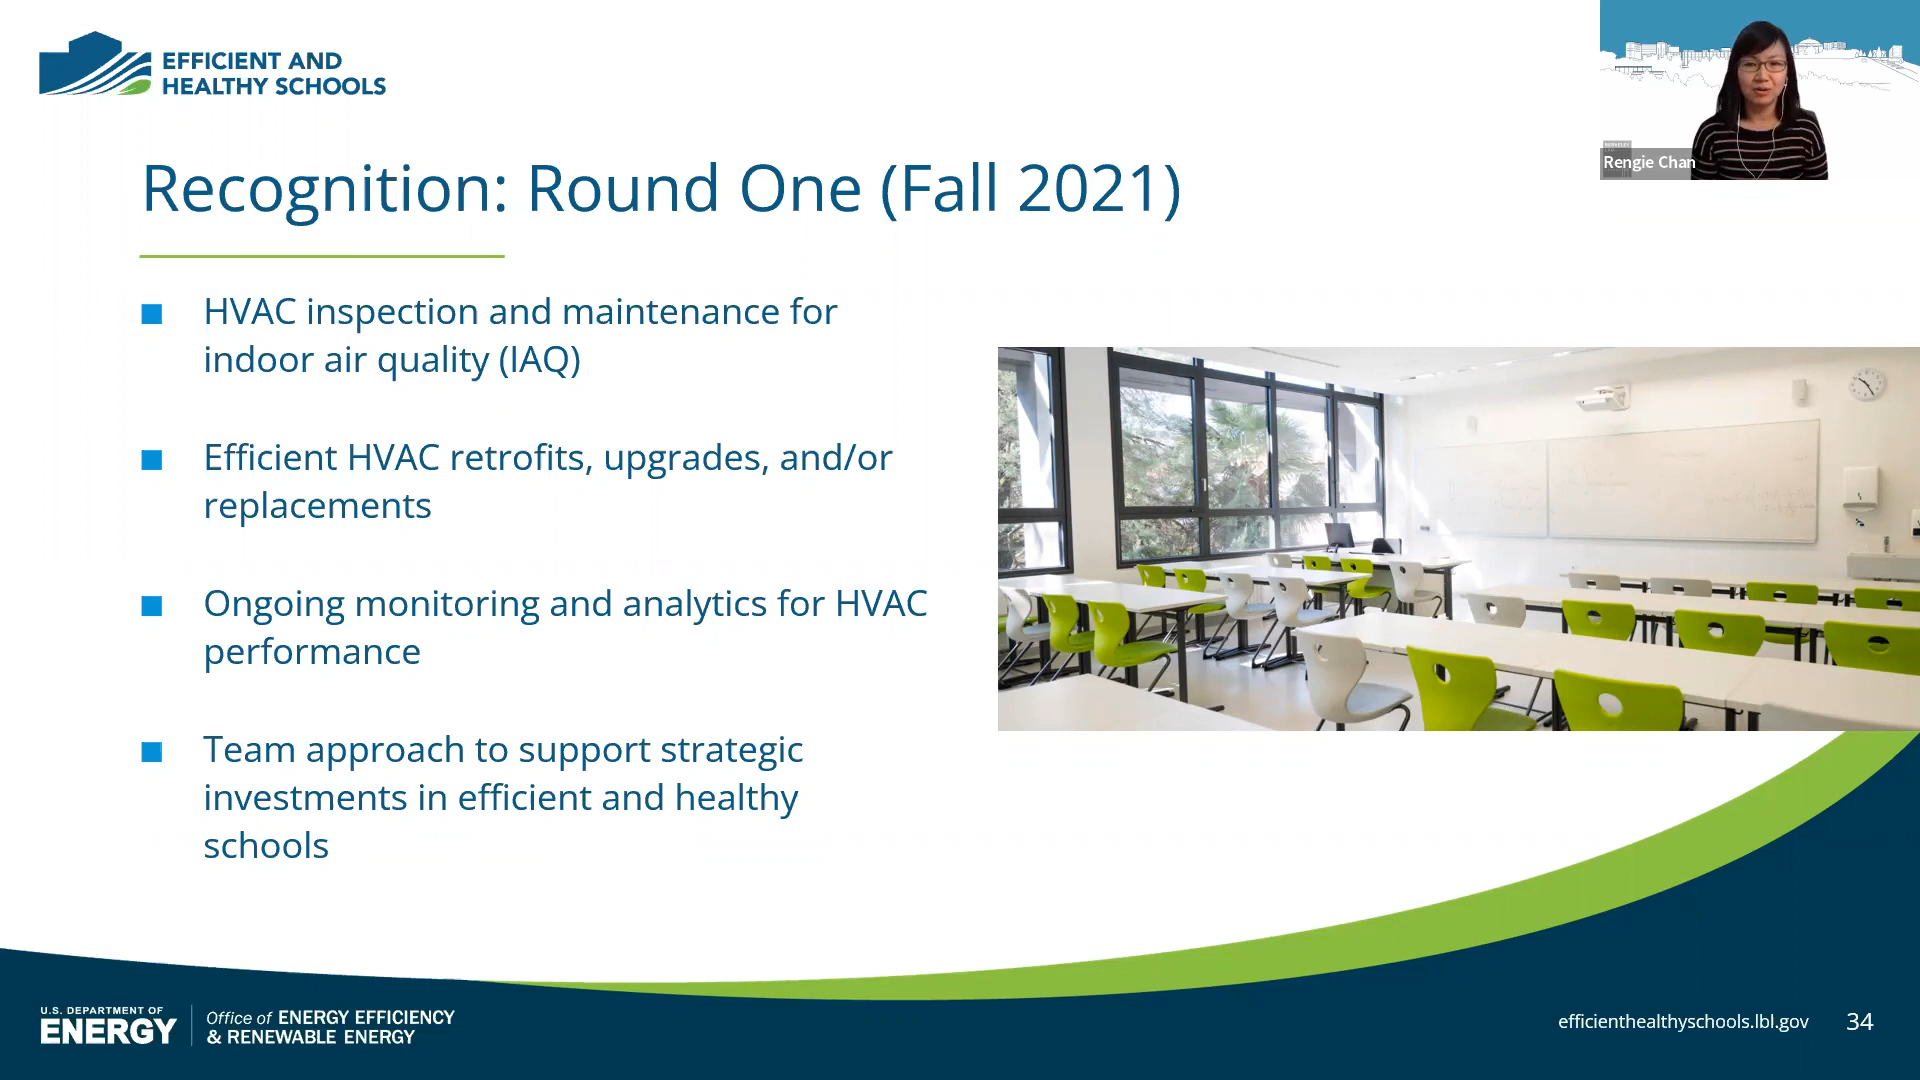 EFFICIENT AND
HEALTHY SCHOOLS
Rengie Chan
Recognition: Round One (Fall 2021)
HVAC inspection and maintenance for
indoor air quality (IAQ)
Efficient HVAC retrofits, upgrades, and/or
replacements
Ongoing monitoring and analytics for HVAC
performance
Team approach to support strategic
investments in efficient and healthy
schools
U.S. DEPARTMENT OF
ENERGY
Office of ENERGY EFFICIENCY
& RENEWABLE ENERGY
efficienthealthyschools.lbl.gov
34